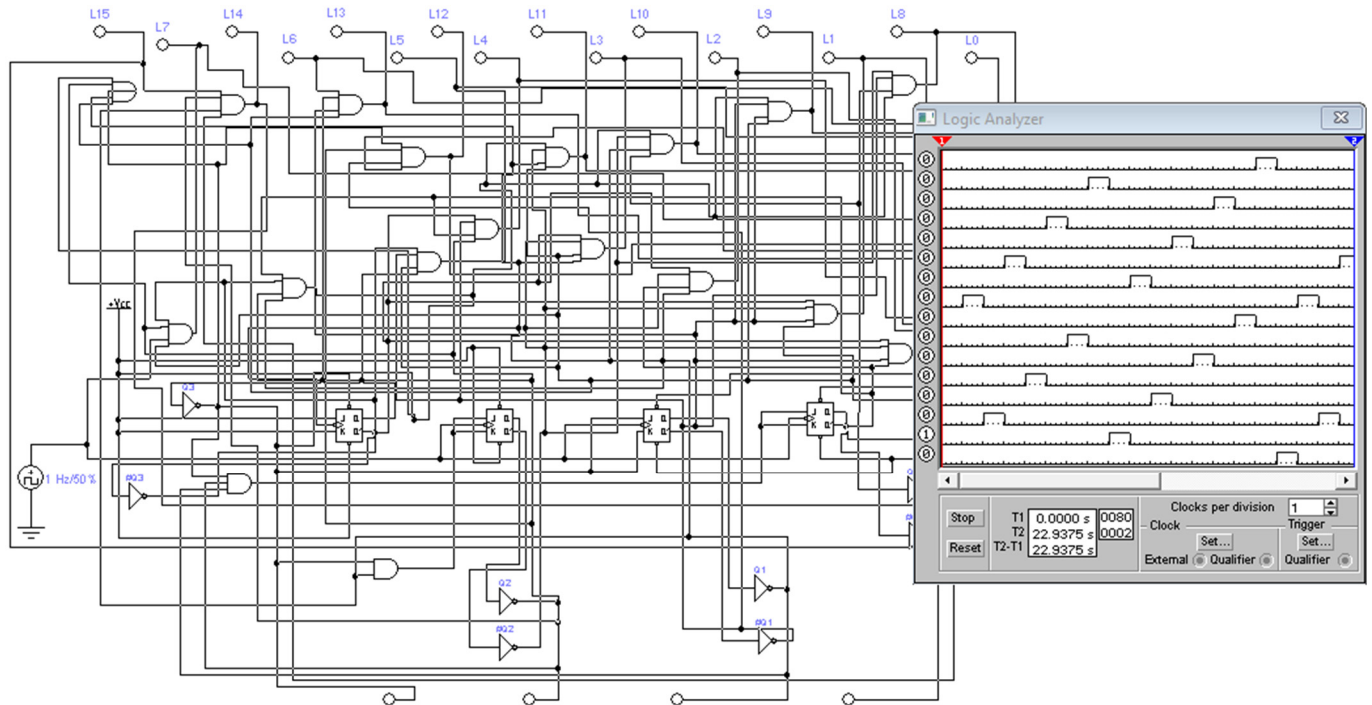 L15 L14 L13 L12 L11 L10 L9 L8
L7 L6 L5 L4 L3 L2 L1 L0
Logic Analyzer
1 2
0
0
0
0
0
0
0
0
0
0
0
0
0
0
1
0
+Vcc
Q3
1 Hz/50%
Q2
Q1
Stop
Reset
T1 0.0000 s 0080
T2 22.9375 s 0002
T2-T1 22.9375 s
Clocks per division 1
Clock Trigger
Set... Set...
External Qualifier Qualifier